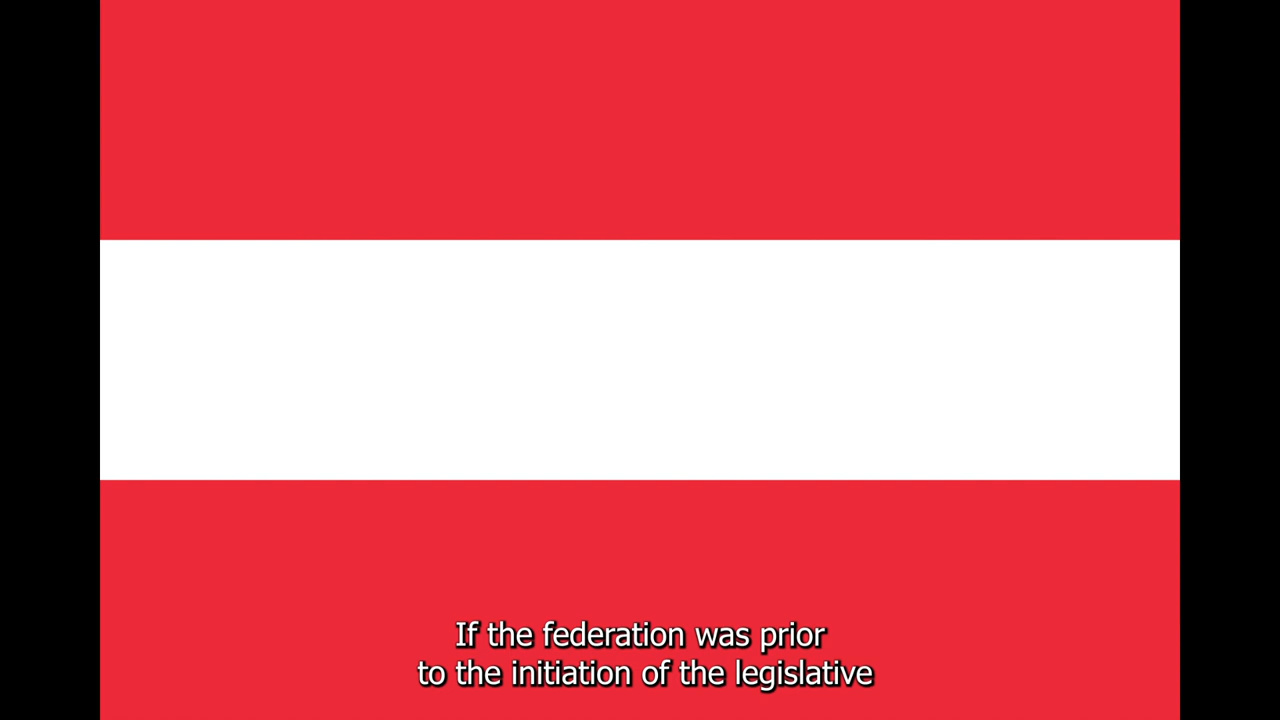 If the federation was prior
to the initiation of the legislative